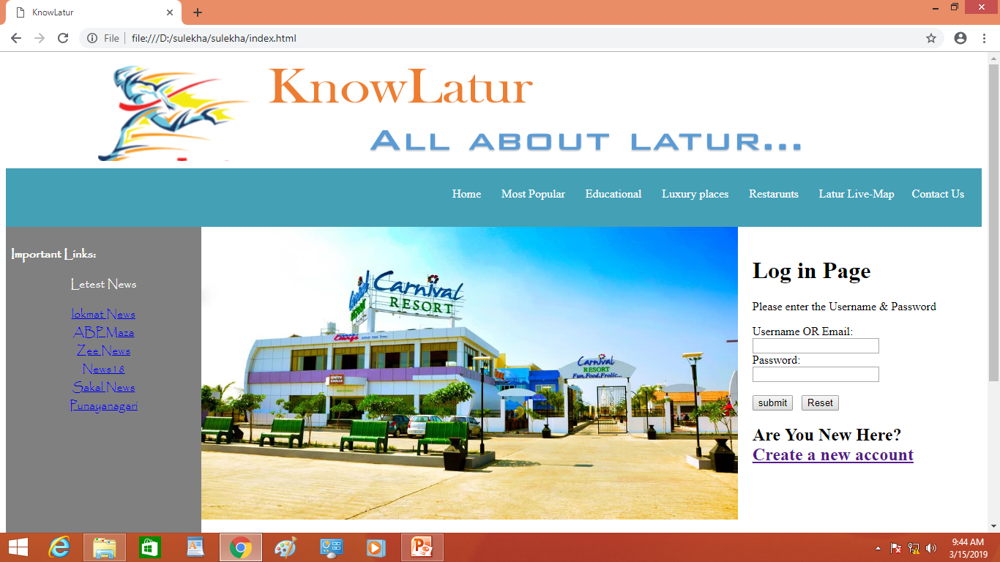 KnowLatur
File
file:///D:/sulekha/sulekha/index.html
KnowLatur
All about latur...
Home Most Popular Educational Luxury places Restarunts Latur Live-Map Contact Us
Important Links:
Letest News
lokmat News
ABP Maza
Zee News
News18
Sakal News
Punayanagari
Carnival
RESORT
Lounge
Carnival
RESORT
Fun,Food,Frolic...
Log in Page
Please enter the Username & Password
Username OR Email:
Password:
submit Reset
Are You New Here?
Create a new account
9:44 AM
3/15/2019